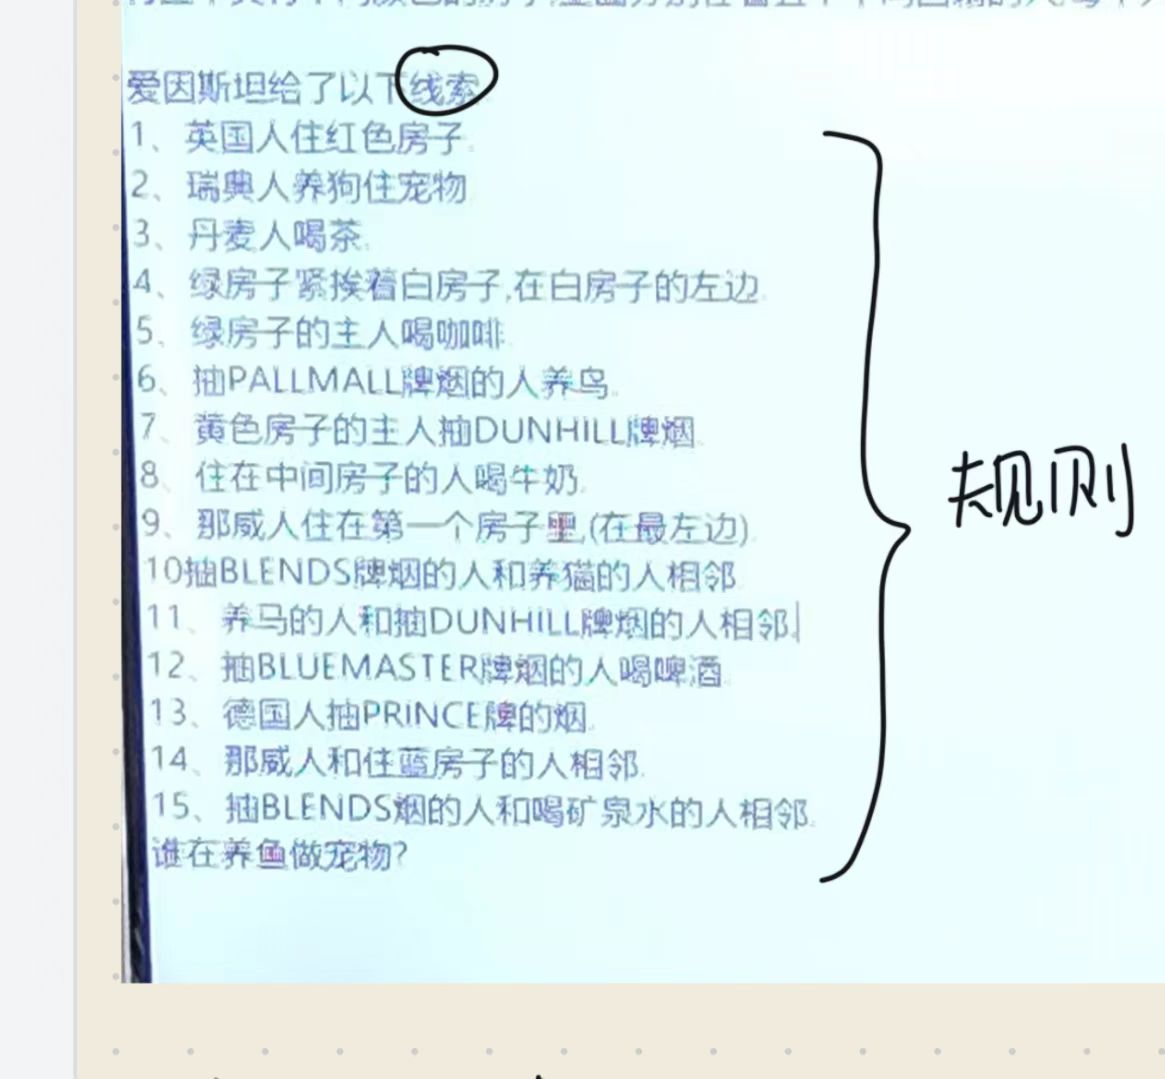 爱因斯坦给了以下线索
1、英国人住红色房子.
2、瑞典人养狗住宠物
3、丹麦人喝茶.
4、绿房子紧挨着白房子,在白房子的左边.
5、绿房子的主人喝咖啡.
6、抽PALLMALL牌烟的人养鸟.
7、黄色房子的主人抽DUNHILL牌烟.
8、住在中间房子的人喝牛奶.
9、那威人住在第一个房子里,(在最左边).
10抽BLENDS牌烟的人和养猫的人相邻.
11、养马的人和抽DUNHILL牌烟的人相邻.
12、抽BLUEMASTER牌烟的人喝啤酒.
13、德国人抽PRINCE牌的烟.
14、那威人和住蓝房子的人相邻.
15、抽BLENDS烟的人和喝矿泉水的人相邻.
谁在养鱼做宠物?
规则